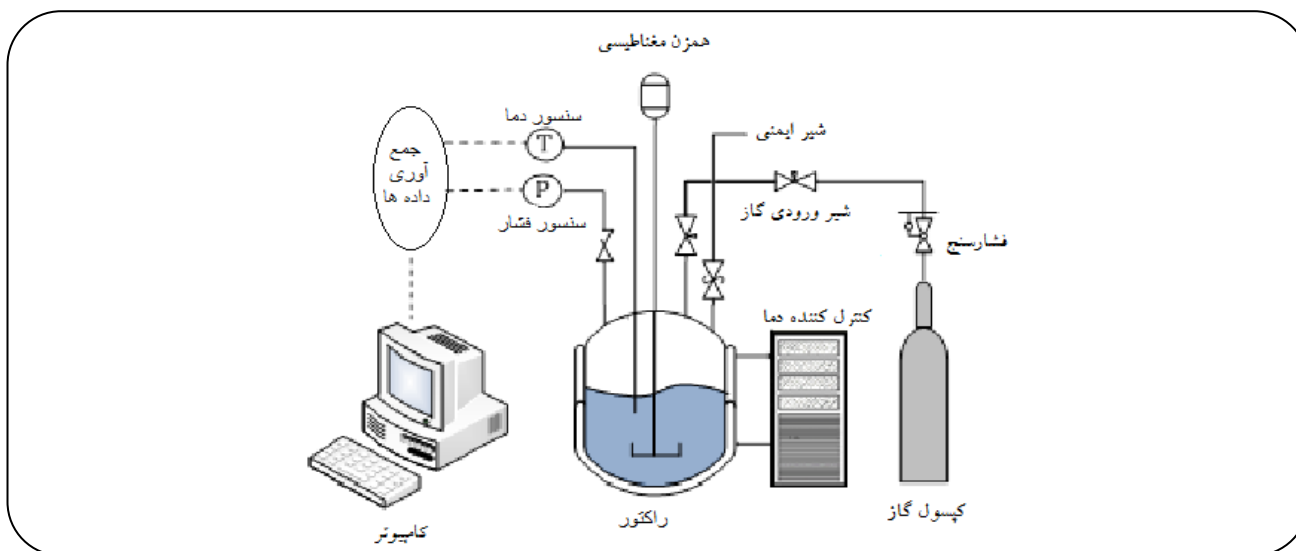 همزن مغناطیسی
سنسور دما
T
شیر ایمنی
جمع
آوری
داده ها
P
سنسور فشار
شیر ورودی گاز
فشارسنج
کنترل کننده دما
کپسول گاز
راکتور
کامپیوتر